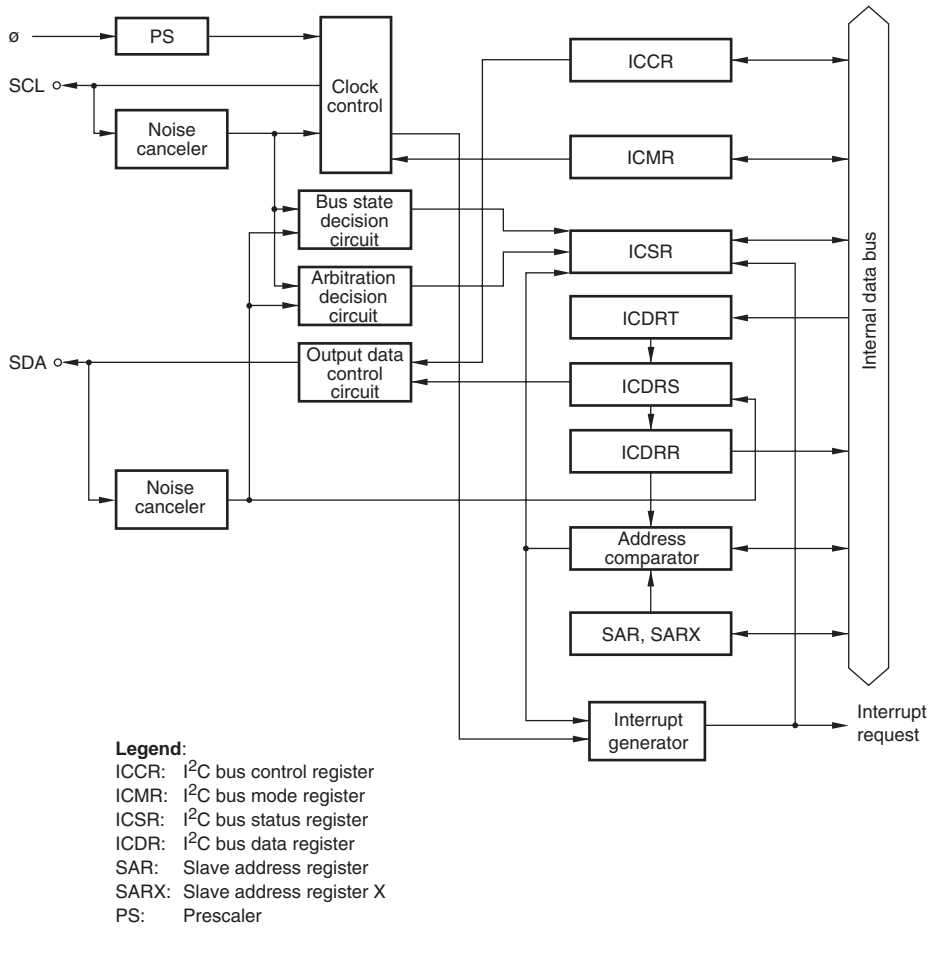 ø
PS
SCL
Clock
control
Noise
canceler
Bus state
decision
circuit
Arbitration
decision
circuit
SDA
Output data
control
circuit
Noise
canceler
ICCR
ICMR
ICSR
ICDRT
ICDRS
ICDRR
Address
comparator
SAR, SARX
Internal data bus
Interrupt
generator
Interrupt
request
Legend:
ICCR: I²C bus control register
ICMR: I²C bus mode register
ICSR: I²C bus status register
ICDR: I²C bus data register
SAR: Slave address register
SARX: Slave address register X
PS: Prescaler